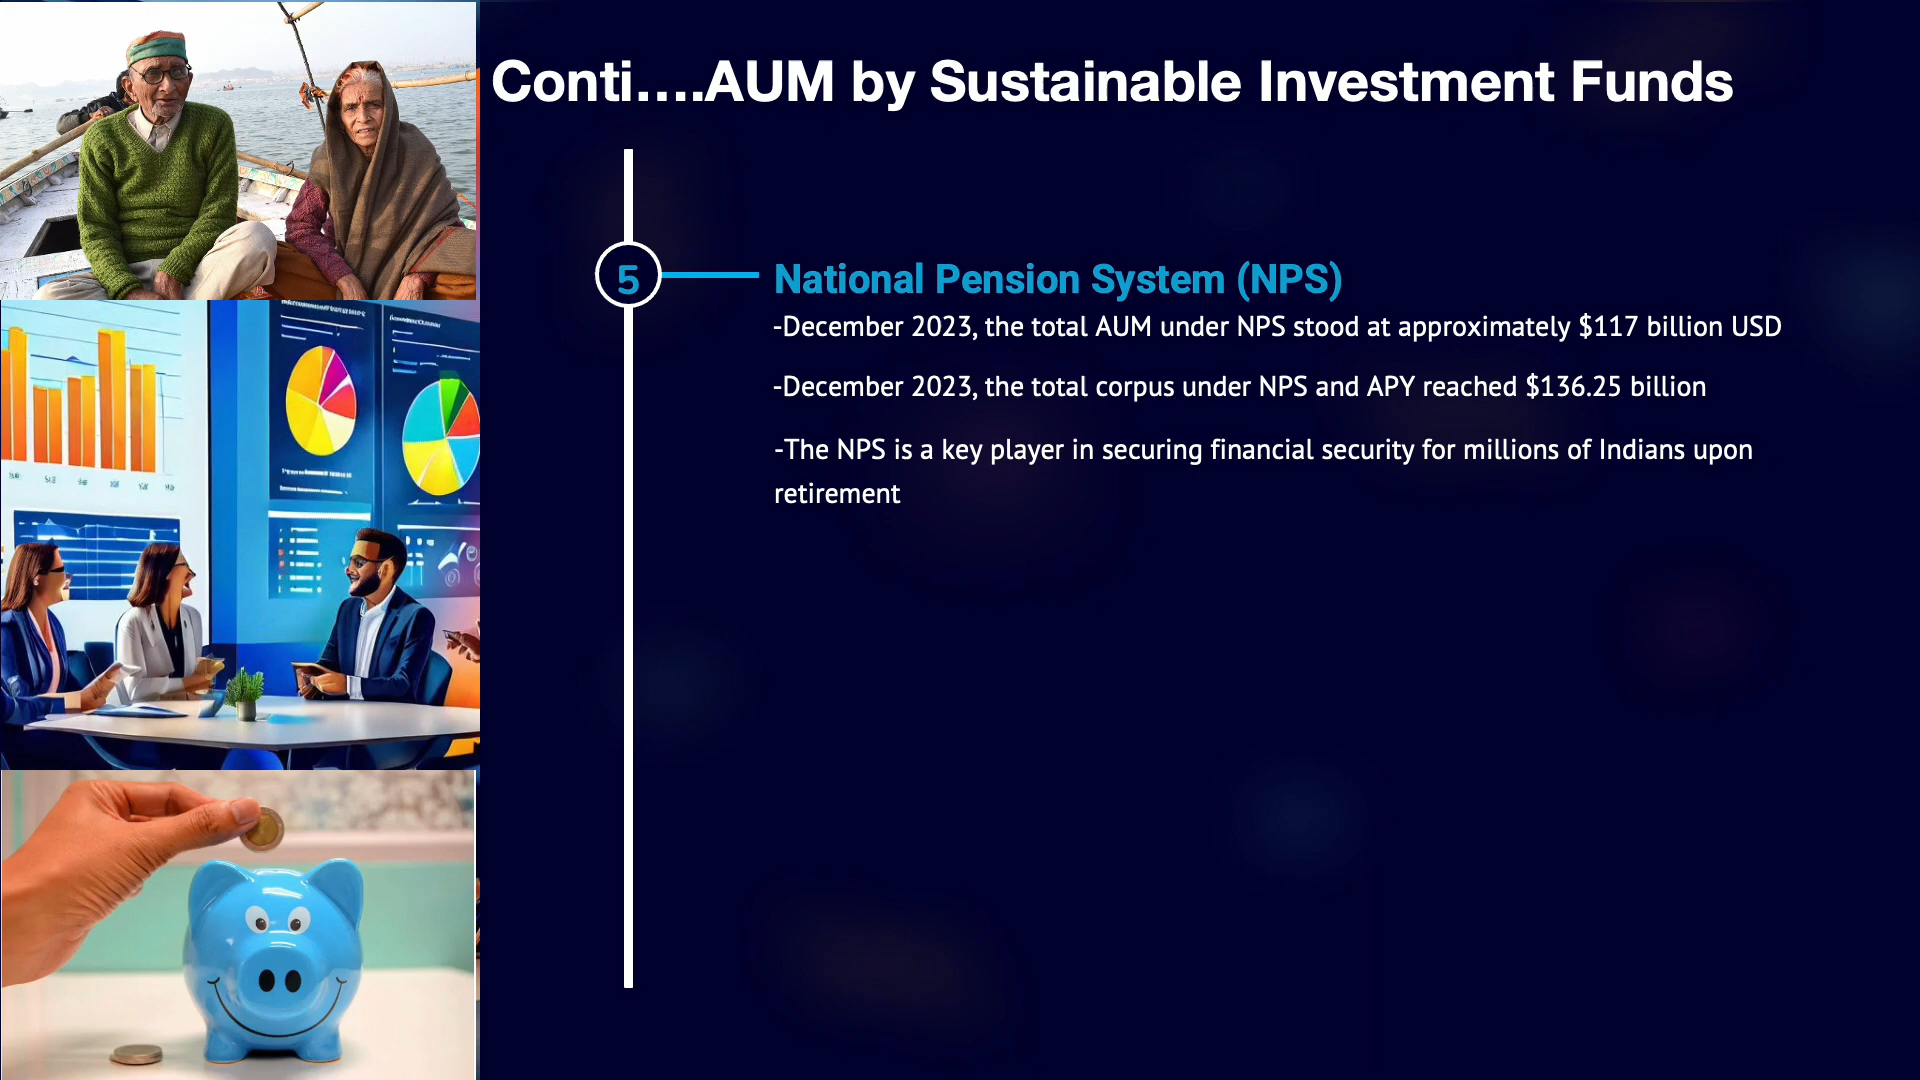 Conti....AUM by Sustainable Investment Funds
5
National Pension System (NPS)
-December 2023, the total AUM under NPS stood at approximately $117 billion USD
-December 2023, the total corpus under NPS and APY reached $136.25 billion
-The NPS is a key player in securing financial security for millions of Indians upon
retirement